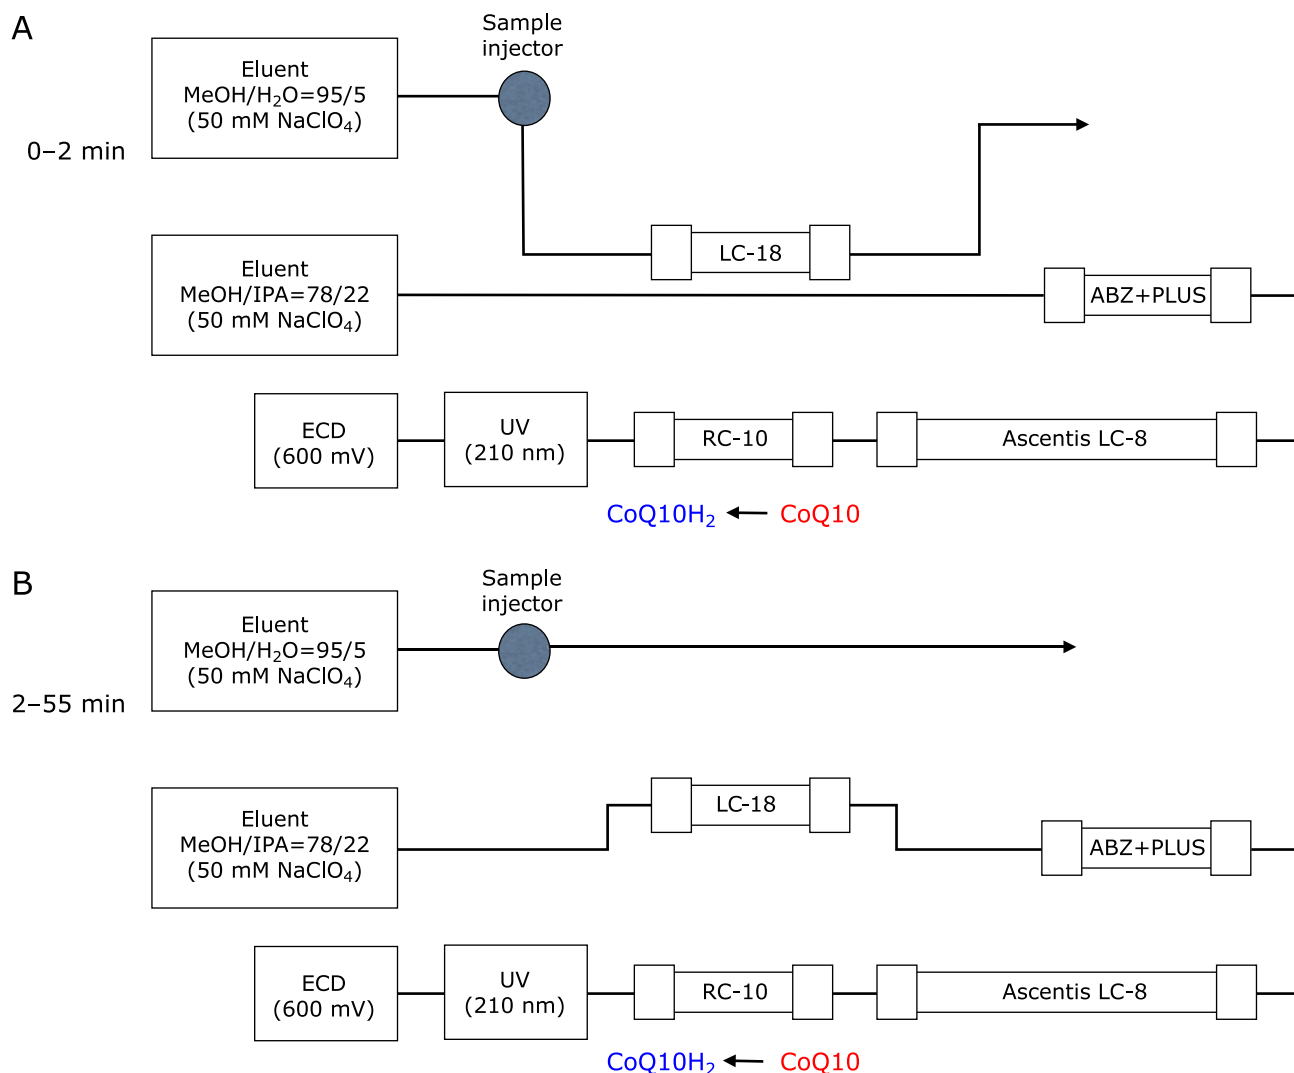 A
Sample
injector
Eluent
MeOH/H₂O=95/5
(50 mM NaClO₄)
0–2 min
LC-18
Eluent
MeOH/IPA=78/22
(50 mM NaClO₄)
ABZ+PLUS
ECD
(600 mV)
UV
(210 nm)
RC-10
Ascentis LC-8
CoQ10H₂
CoQ10
B
Sample
injector
Eluent
MeOH/H₂O=95/5
(50 mM NaClO₄)
2–55 min
LC-18
Eluent
MeOH/IPA=78/22
(50 mM NaClO₄)
ABZ+PLUS
ECD
(600 mV)
UV
(210 nm)
RC-10
Ascentis LC-8
CoQ10H₂
CoQ10